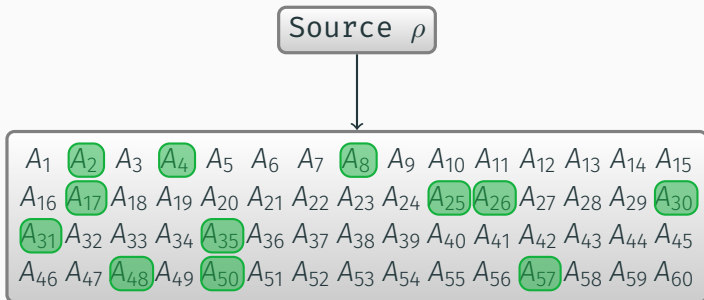 Source ρ
A₁ A₂ A₃ A₄ A₅ A₆ A₇ A₈ A₉ A₁₀ A₁₁ A₁₂ A₁₃ A₁₄ A₁₅
A₁₆ A₁₇ A₁₈ A₁₉ A₂₀ A₂₁ A₂₂ A₂₃ A₂₄ A₂₅ A₂₆ A₂₇ A₂₈ A₂₉ A₃₀
A₃₁ A₃₂ A₃₃ A₃₄ A₃₅ A₃₆ A₃₇ A₃₈ A₃₉ A₄₀ A₄₁ A₄₂ A₄₃ A₄₄ A₄₅
A₄₆ A₄₇ A₄₈ A₄₉ A₅₀ A₅₁ A₅₂ A₅₃ A₅₄ A₅₅ A₅₆ A₅₇ A₅₈ A₅₉ A₆₀